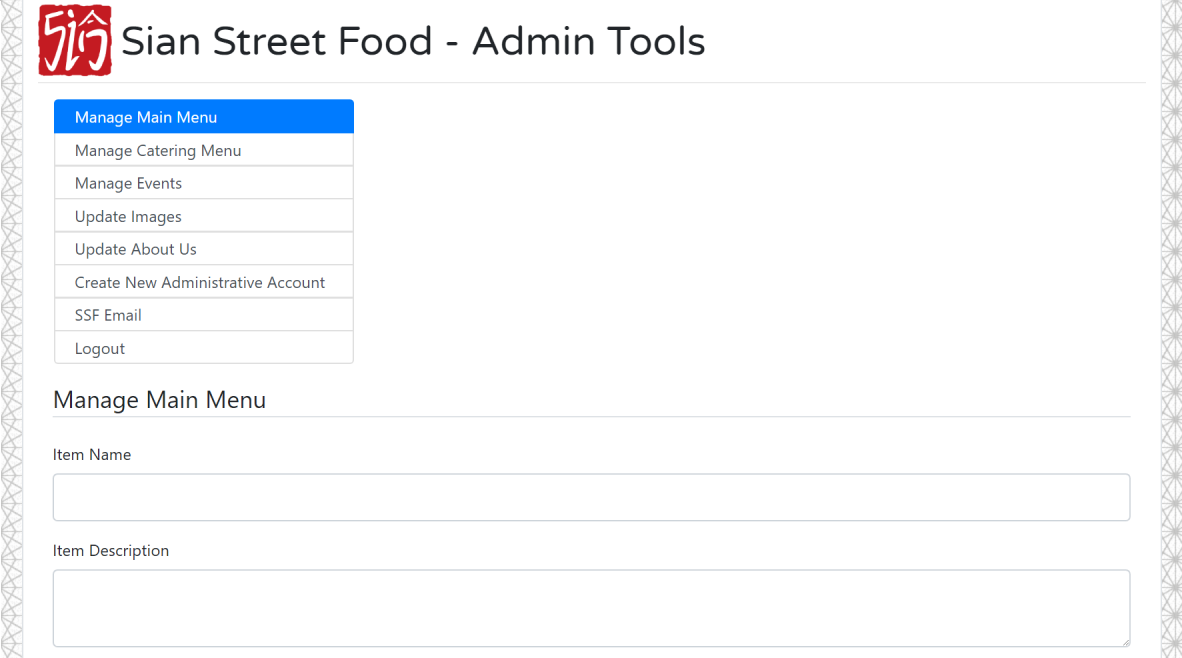 Sian Street Food - Admin Tools
Manage Main Menu
Manage Catering Menu
Manage Events
Update Images
Update About Us
Create New Administrative Account
SSF Email
Logout
Manage Main Menu
Item Name
Item Description